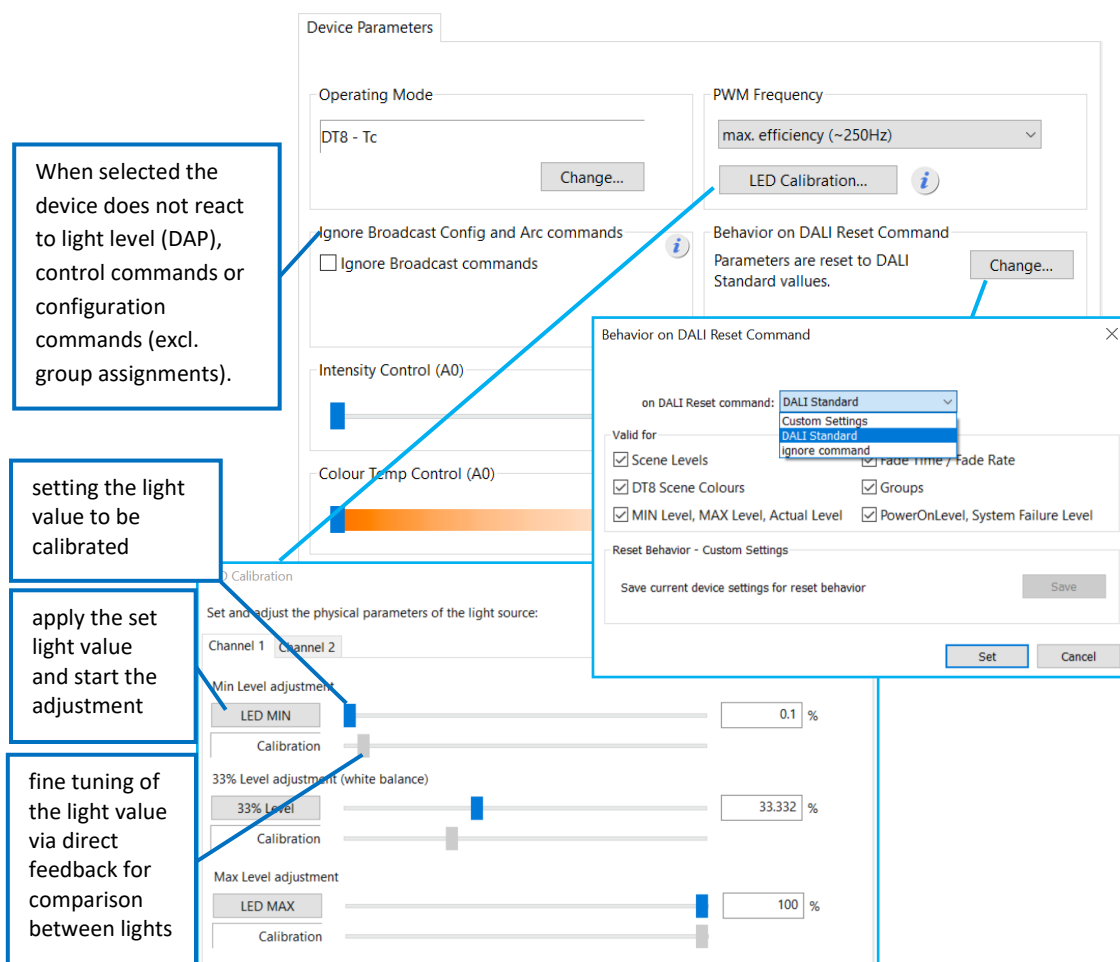 Device Parameters
Operating Mode
DT8 - Tc
Change...
PWM Frequency
max. efficiency (~250Hz)
LED Calibration...
i
When selected the
device does not react
to light level (DAP),
control commands or
configuration
commands (excl.
group assignments).
Ignore Broadcast Config and Arc commands
i
Ignore Broadcast commands
Behavior on DALI Reset Command
Parameters are reset to DALI
Standard vallues.
Change...
Intensity Control (A0)
Colour Temp Control (A0)
Behavior on DALI Reset Command
on DALI Reset command:
DALI Standard
Custom Settings
DALI Standard
ignore command
Valid for
Scene Levels
Fade Time / Fade Rate
DT8 Scene Colours
Groups
MIN Level, MAX Level, Actual Level
PowerOnLevel, System Failure Level
Reset Behavior - Custom Settings
Save current device settings for reset behavior
Save
Set
Cancel
setting the light
value to be
calibrated
apply the set
light value
and start the
adjustment
fine tuning of
the light value
via direct
feedback for
comparison
between lights
Calibration
Set and adjust the physical parameters of the light source:
Channel 1
Channel 2
Min Level adjustment
LED MIN
0.1 %
Calibration
33% Level adjustment (white balance)
33% Level
33.332 %
Calibration
Max Level adjustment
LED MAX
100 %
Calibration